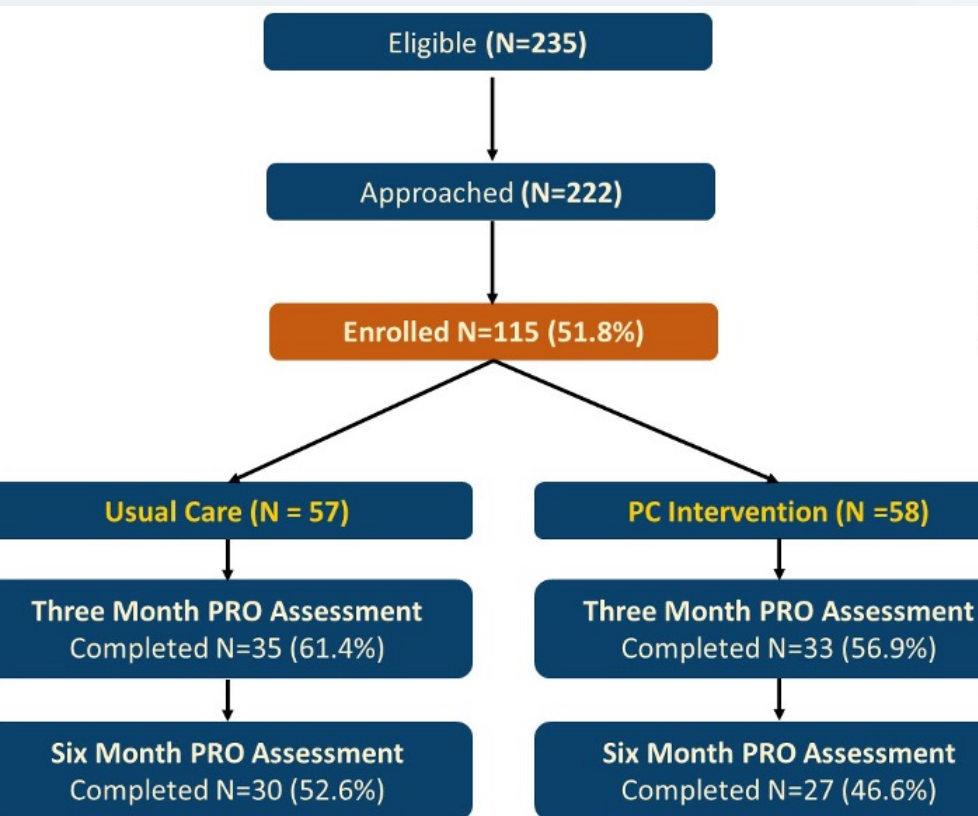 Eligible (N=235)
Approached (N=222)
Enrolled N=115 (51.8%)
Usual Care (N = 57)
PC Intervention (N =58)
Three Month PRO Assessment
Completed N=35 (61.4%)
Three Month PRO Assessment
Completed N=33 (56.9%)
Six Month PRO Assessment
Completed N=30 (52.6%)
Six Month PRO Assessment
Completed N=27 (46.6%)